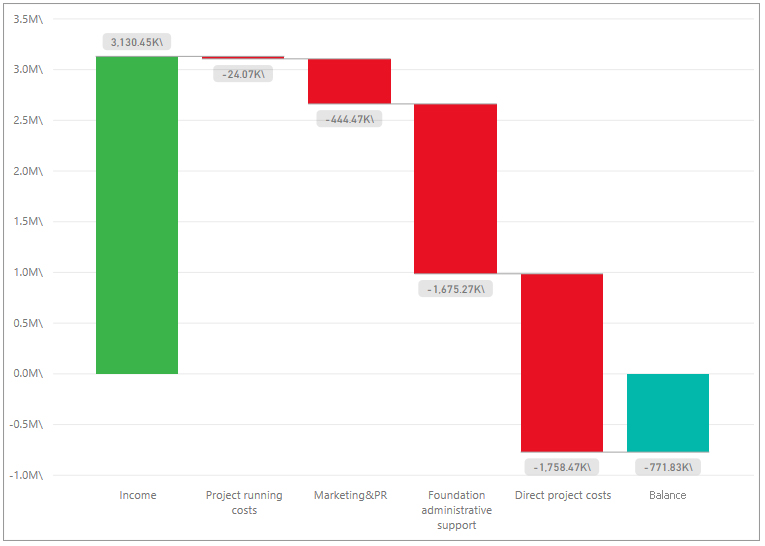 3.5M\
3.0M\
2.5M\
2.0M\
1.5M\
1.0M\
0.5M\
0.0M\
-0.5M\
-1.0M\
3,130.45K\
-24.07K\
-444.47K\
-1,675.27K\
-1,758.47K\
-771.83K\
Income
Project running
costs
Marketing&PR
Foundation
administrative
support
Direct project costs
Balance